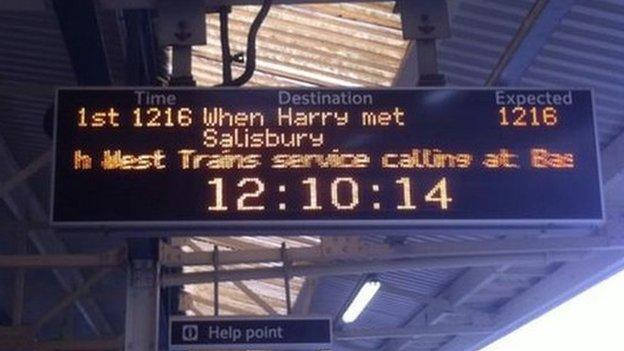 Time Destination Expected
1st 1216 When Harry met 1216
Salisbury
h West Trains service calling at: Bas
12:10:14
Help point